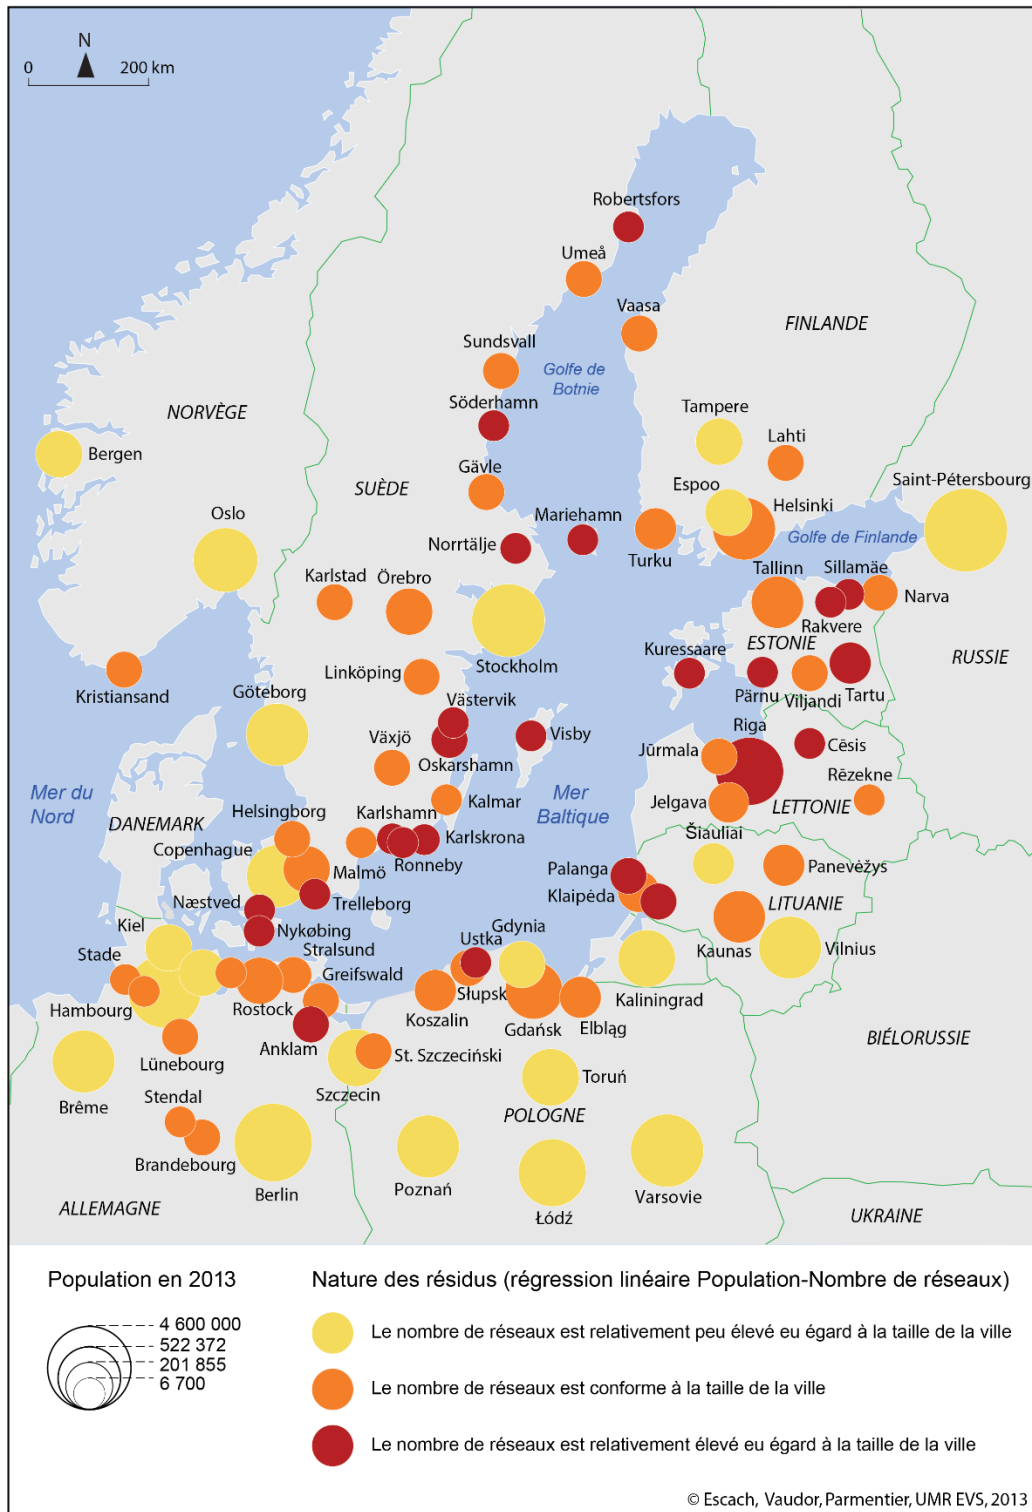 N
0
200 km
Robertsfors
Umeå
Vaasa
FINLANDE
Sundsvall
Golfe de
Botnie
Söderhamn
NORVÈGE
Tampere
Lahti
Bergen
Gävle
SUÈDE
Espoo
Saint-Pétersbourg
Oslo
Mariehamn
Helsinki
Norrtälje
Turku
Golfe de Finlande
Karlstad
Örebro
Tallinn
Sillamäe
Narva
Rakvere
ESTONIE
Stockholm
Kuressaare
RUSSIE
Linköping
Kristiansand
Pärnu
Viljandi
Tartu
Göteborg
Västervik
Riga
Visby
Växjö
Jūrmala
Cēsis
Oskarshamn
Rēzekne
Mer du
Nord
Mer
Baltique
Kalmar
Jelgava
LETTONIE
Helsingborg
Karlshamn
DANEMARK
Karlskrona
Šiauliai
Copenhague
Ronneby
Malmö
Palanga
Panevėžys
Næstved
Trelleborg
Klaipėda
LITUANIE
Kiel
Nykøbing
Gdynia
Stralsund
Ustka
Kaunas
Vilnius
Stade
Greifswald
Słupsk
Kaliningrad
Hambourg
Rostock
Koszalin
Gdańsk
Elbląg
BIÉLORUSSIE
Anklam
Lünebourg
St. Szczeciński
Brême
Szczecin
Toruń
Stendal
POLOGNE
Brandebourg
Berlin
Poznań
Varsovie
ALLEMAGNE
Łódź
UKRAINE
Population en 2013
4 600 000
522 372
201 855
6 700
Nature des résidus (régression linéaire Population-Nombre de réseaux)
Le nombre de réseaux est relativement peu élevé eu égard à la taille de la ville
Le nombre de réseaux est conforme à la taille de la ville
Le nombre de réseaux est relativement élevé eu égard à la taille de la ville
© Escach, Vaudor, Parmentier, UMR EVS, 2013